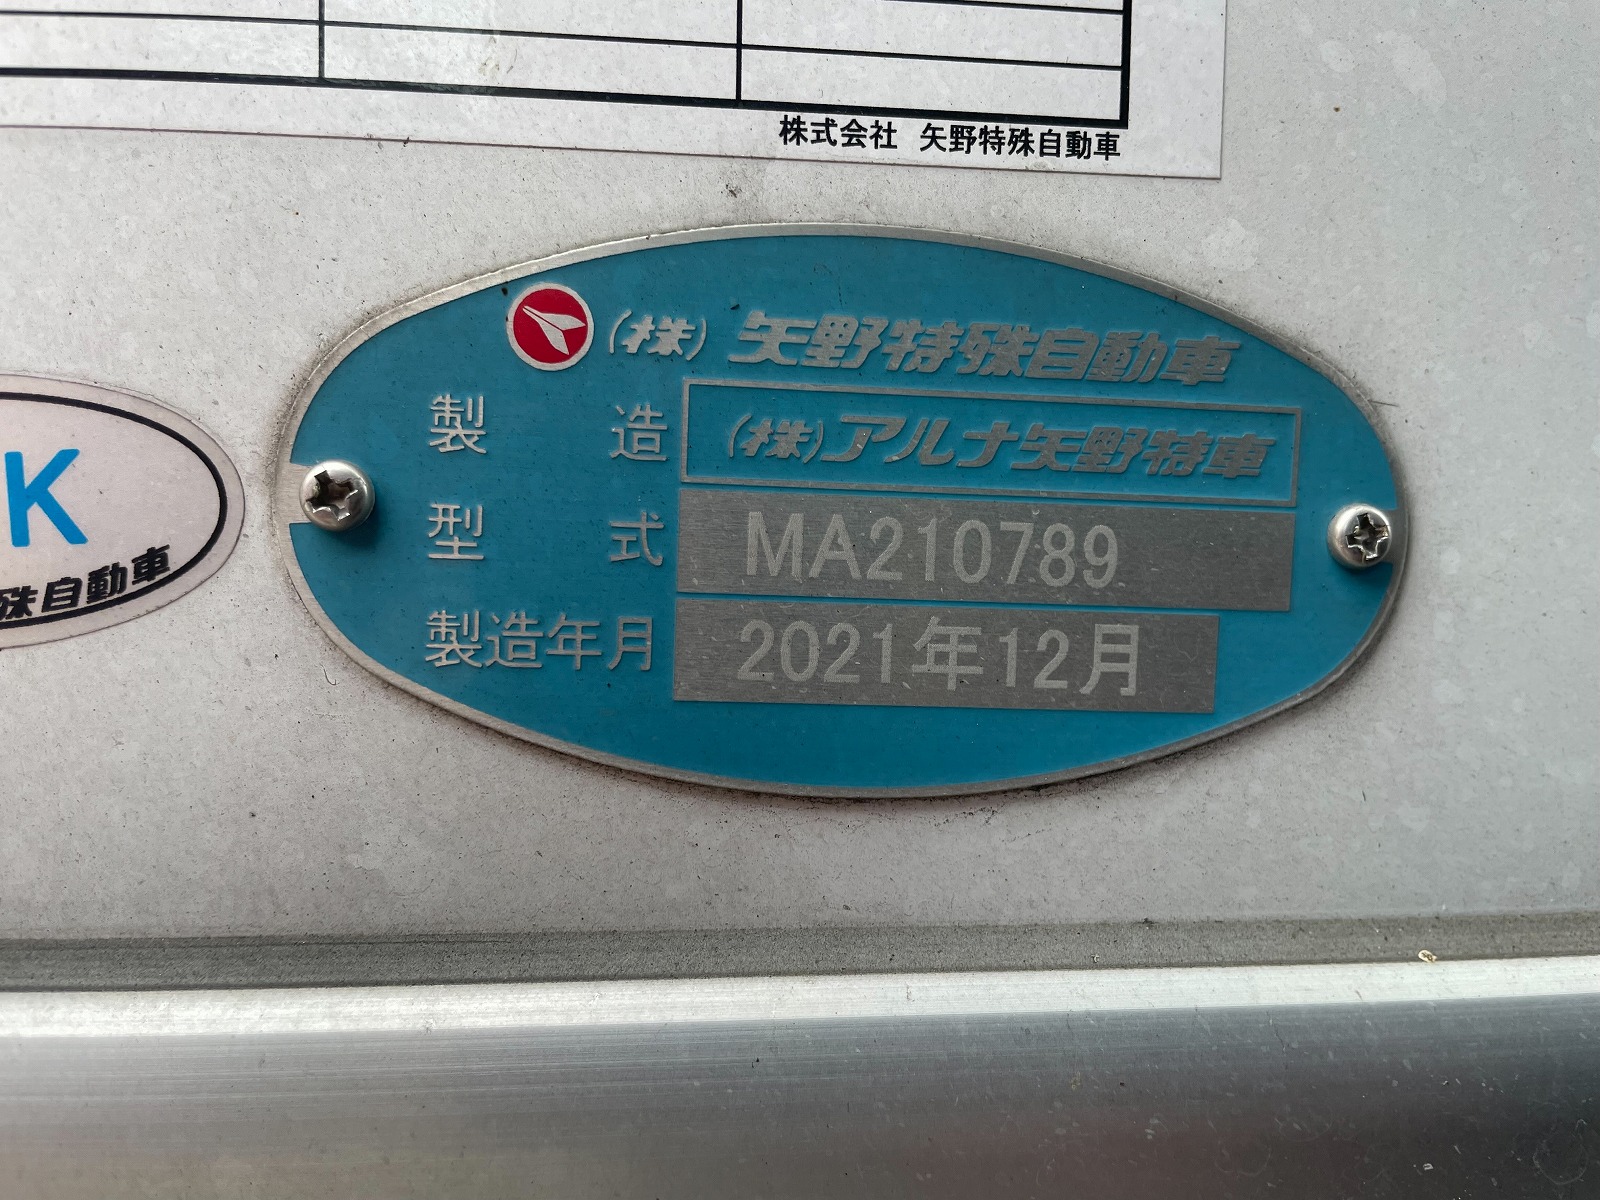 株式会社 矢野特殊自動車
(株) 矢野特殊自動車
製造 (株)アルナ矢野特車
型式 MA210789
製造年月 2021年12月
K
殊自動車